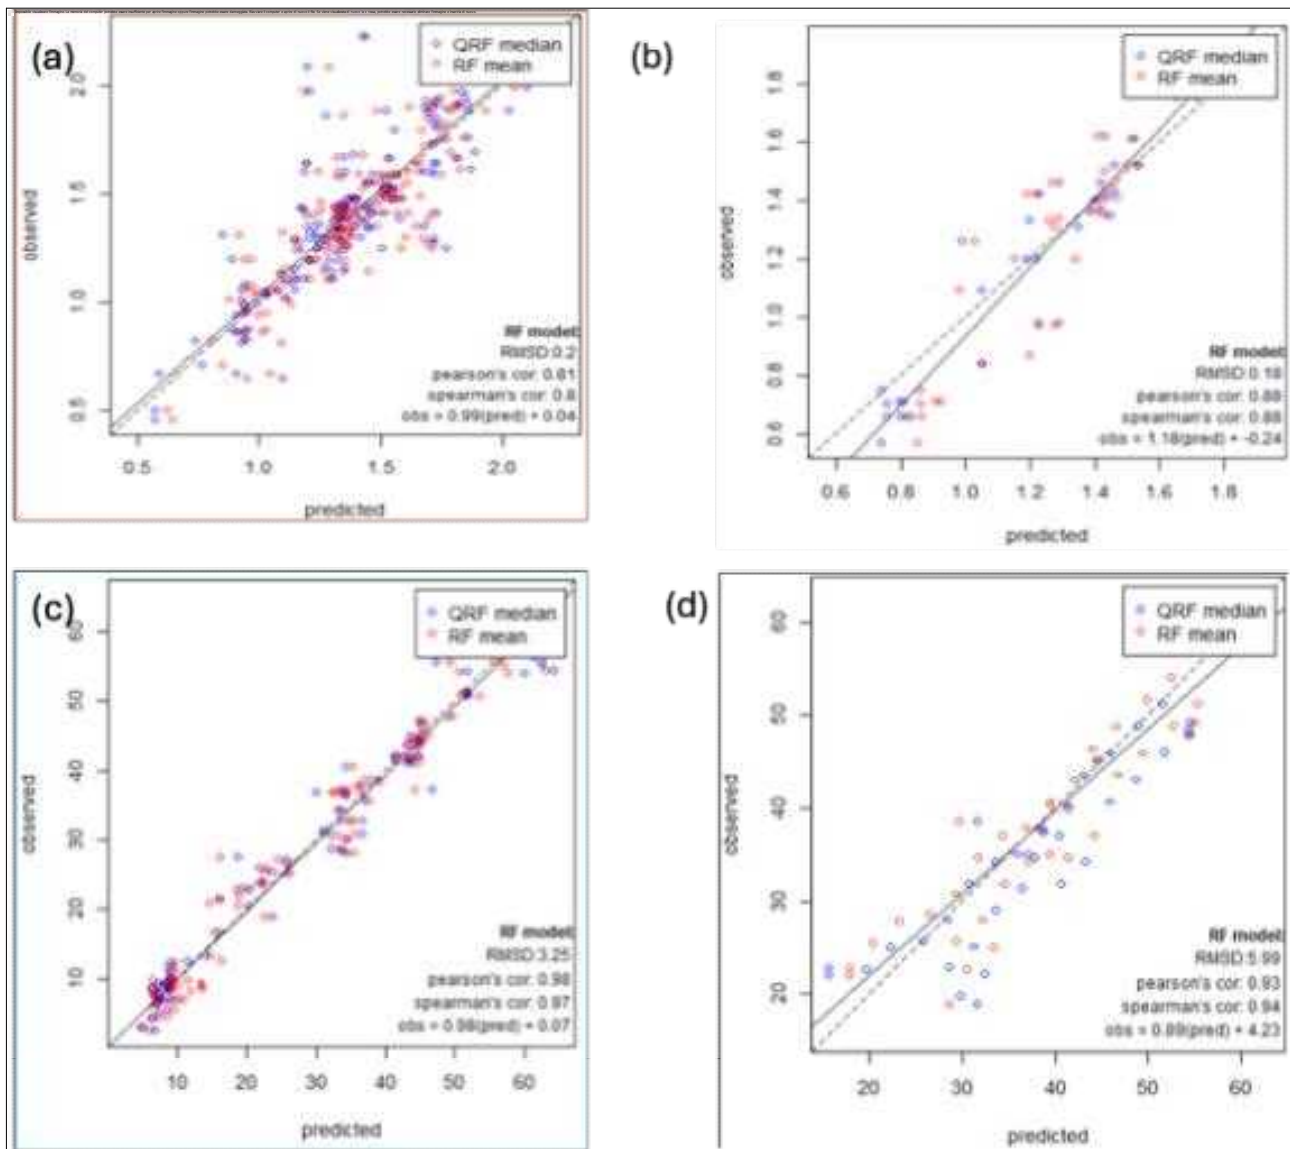 (a)
QRF median
RF mean
2.0
1.5
1.0
0.5
observed
RF model:
RMSD:0.2
pearson's cor: 0.81
spearman's cor: 0.8
obs = 0.99(pred) + 0.04
0.5 1.0 1.5 2.0
predicted
(b)
QRF median
RF mean
1.8
1.6
1.4
1.2
1.0
0.8
0.6
observed
RF model:
RMSD:0.18
pearson's cor: 0.88
spearman's cor: 0.88
obs = 1.18(pred) + -0.24
0.6 0.8 1.0 1.2 1.4 1.6 1.8
predicted
(c)
QRF median
RF mean
60
50
40
30
20
10
observed
RF model:
RMSD:3.25
pearson's cor: 0.98
spearman's cor: 0.97
obs = 0.98(pred) + 0.07
10 20 30 40 50 60
predicted
(d)
QRF median
RF mean
60
50
40
30
20
observed
RF model:
RMSD:5.99
pearson's cor: 0.93
spearman's cor: 0.94
obs = 0.89(pred) + 4.23
20 30 40 50 60
predicted